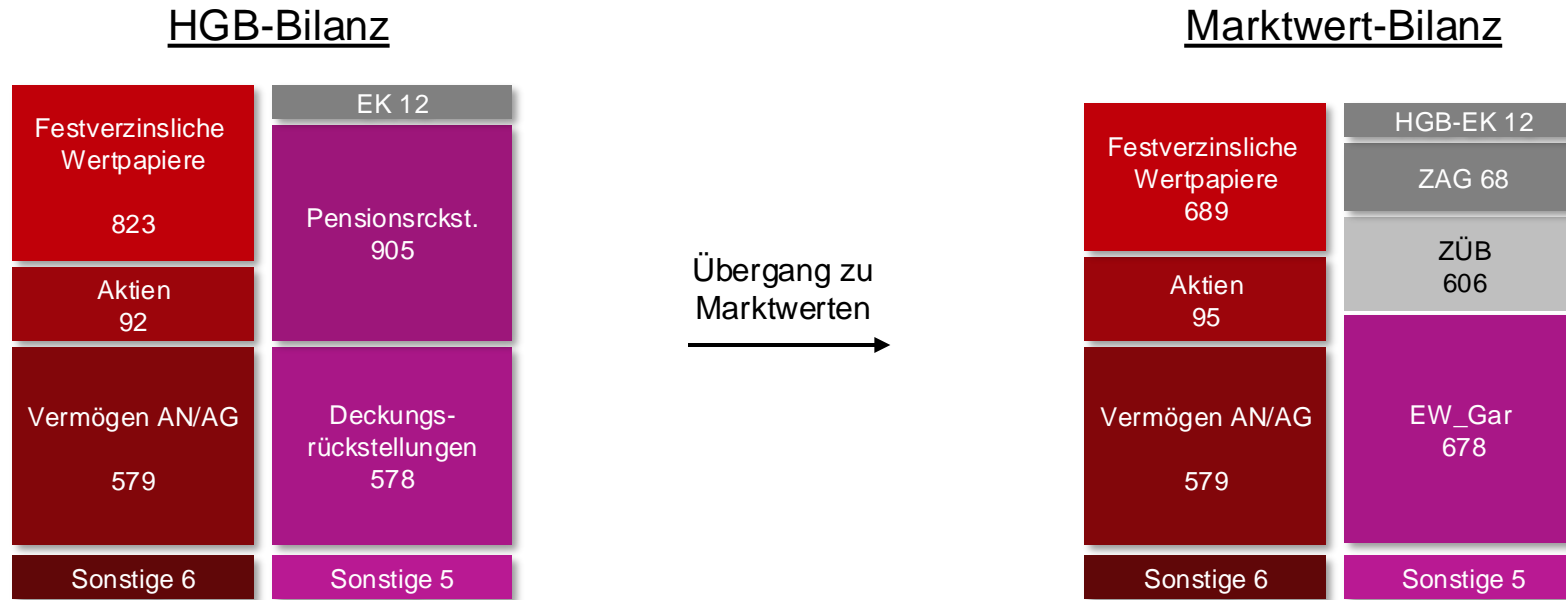 HGB-Bilanz
Festverzinsliche
Wertpapiere
823
Aktien
92
Vermögen AN/AG
579
Sonstige 6
EK 12
Pensionsrckst.
905
Deckungs-
rückstellungen
578
Sonstige 5
Übergang zu
Marktwerten
Marktwert-Bilanz
Festverzinsliche
Wertpapiere
689
Aktien
95
Vermögen AN/AG
579
Sonstige 6
HGB-EK 12
ZAG 68
ZÜB
606
EW_Gar
678
Sonstige 5